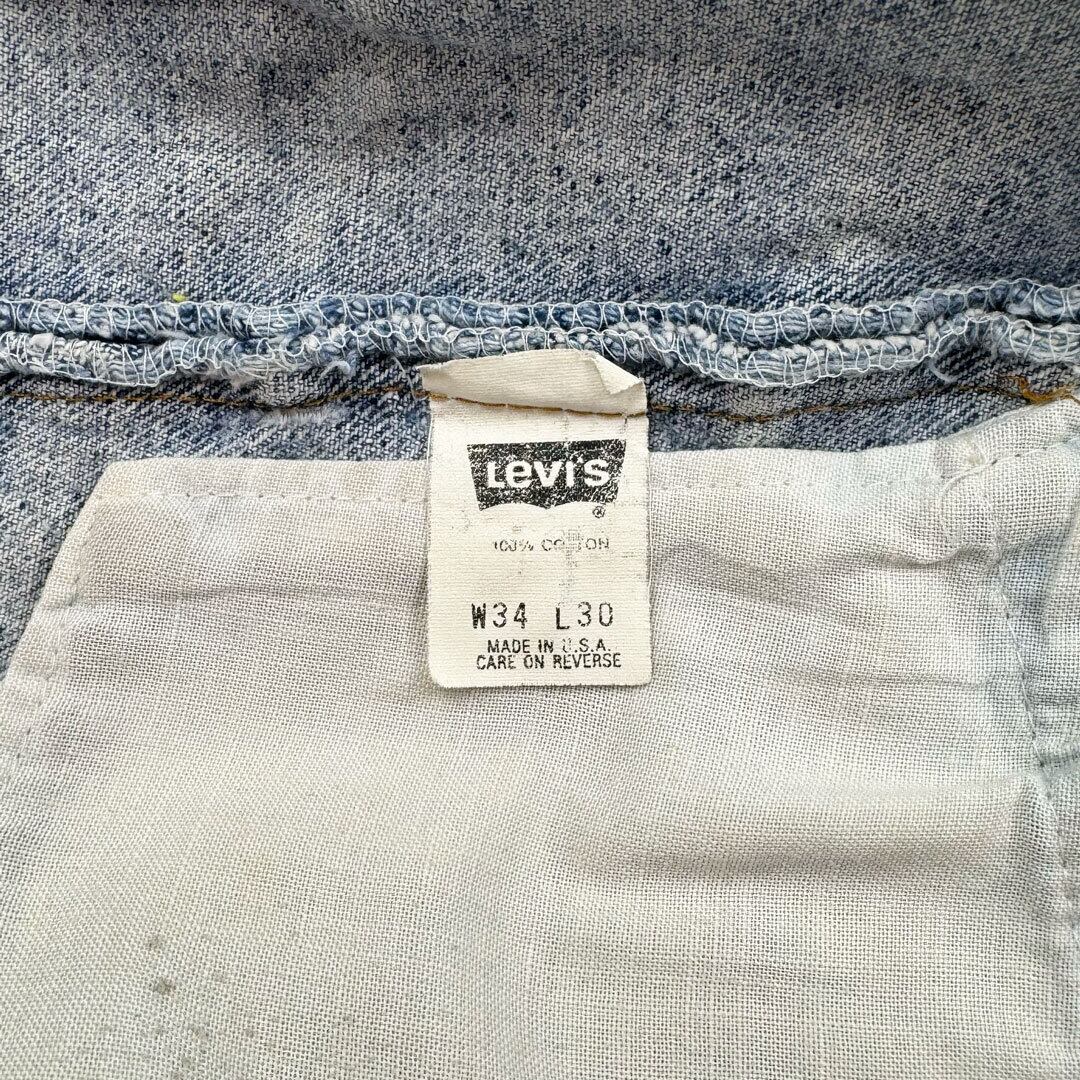 Levi's
®
100% COTTON
W34 L30
MADE IN U.S.A.
CARE ON REVERSE